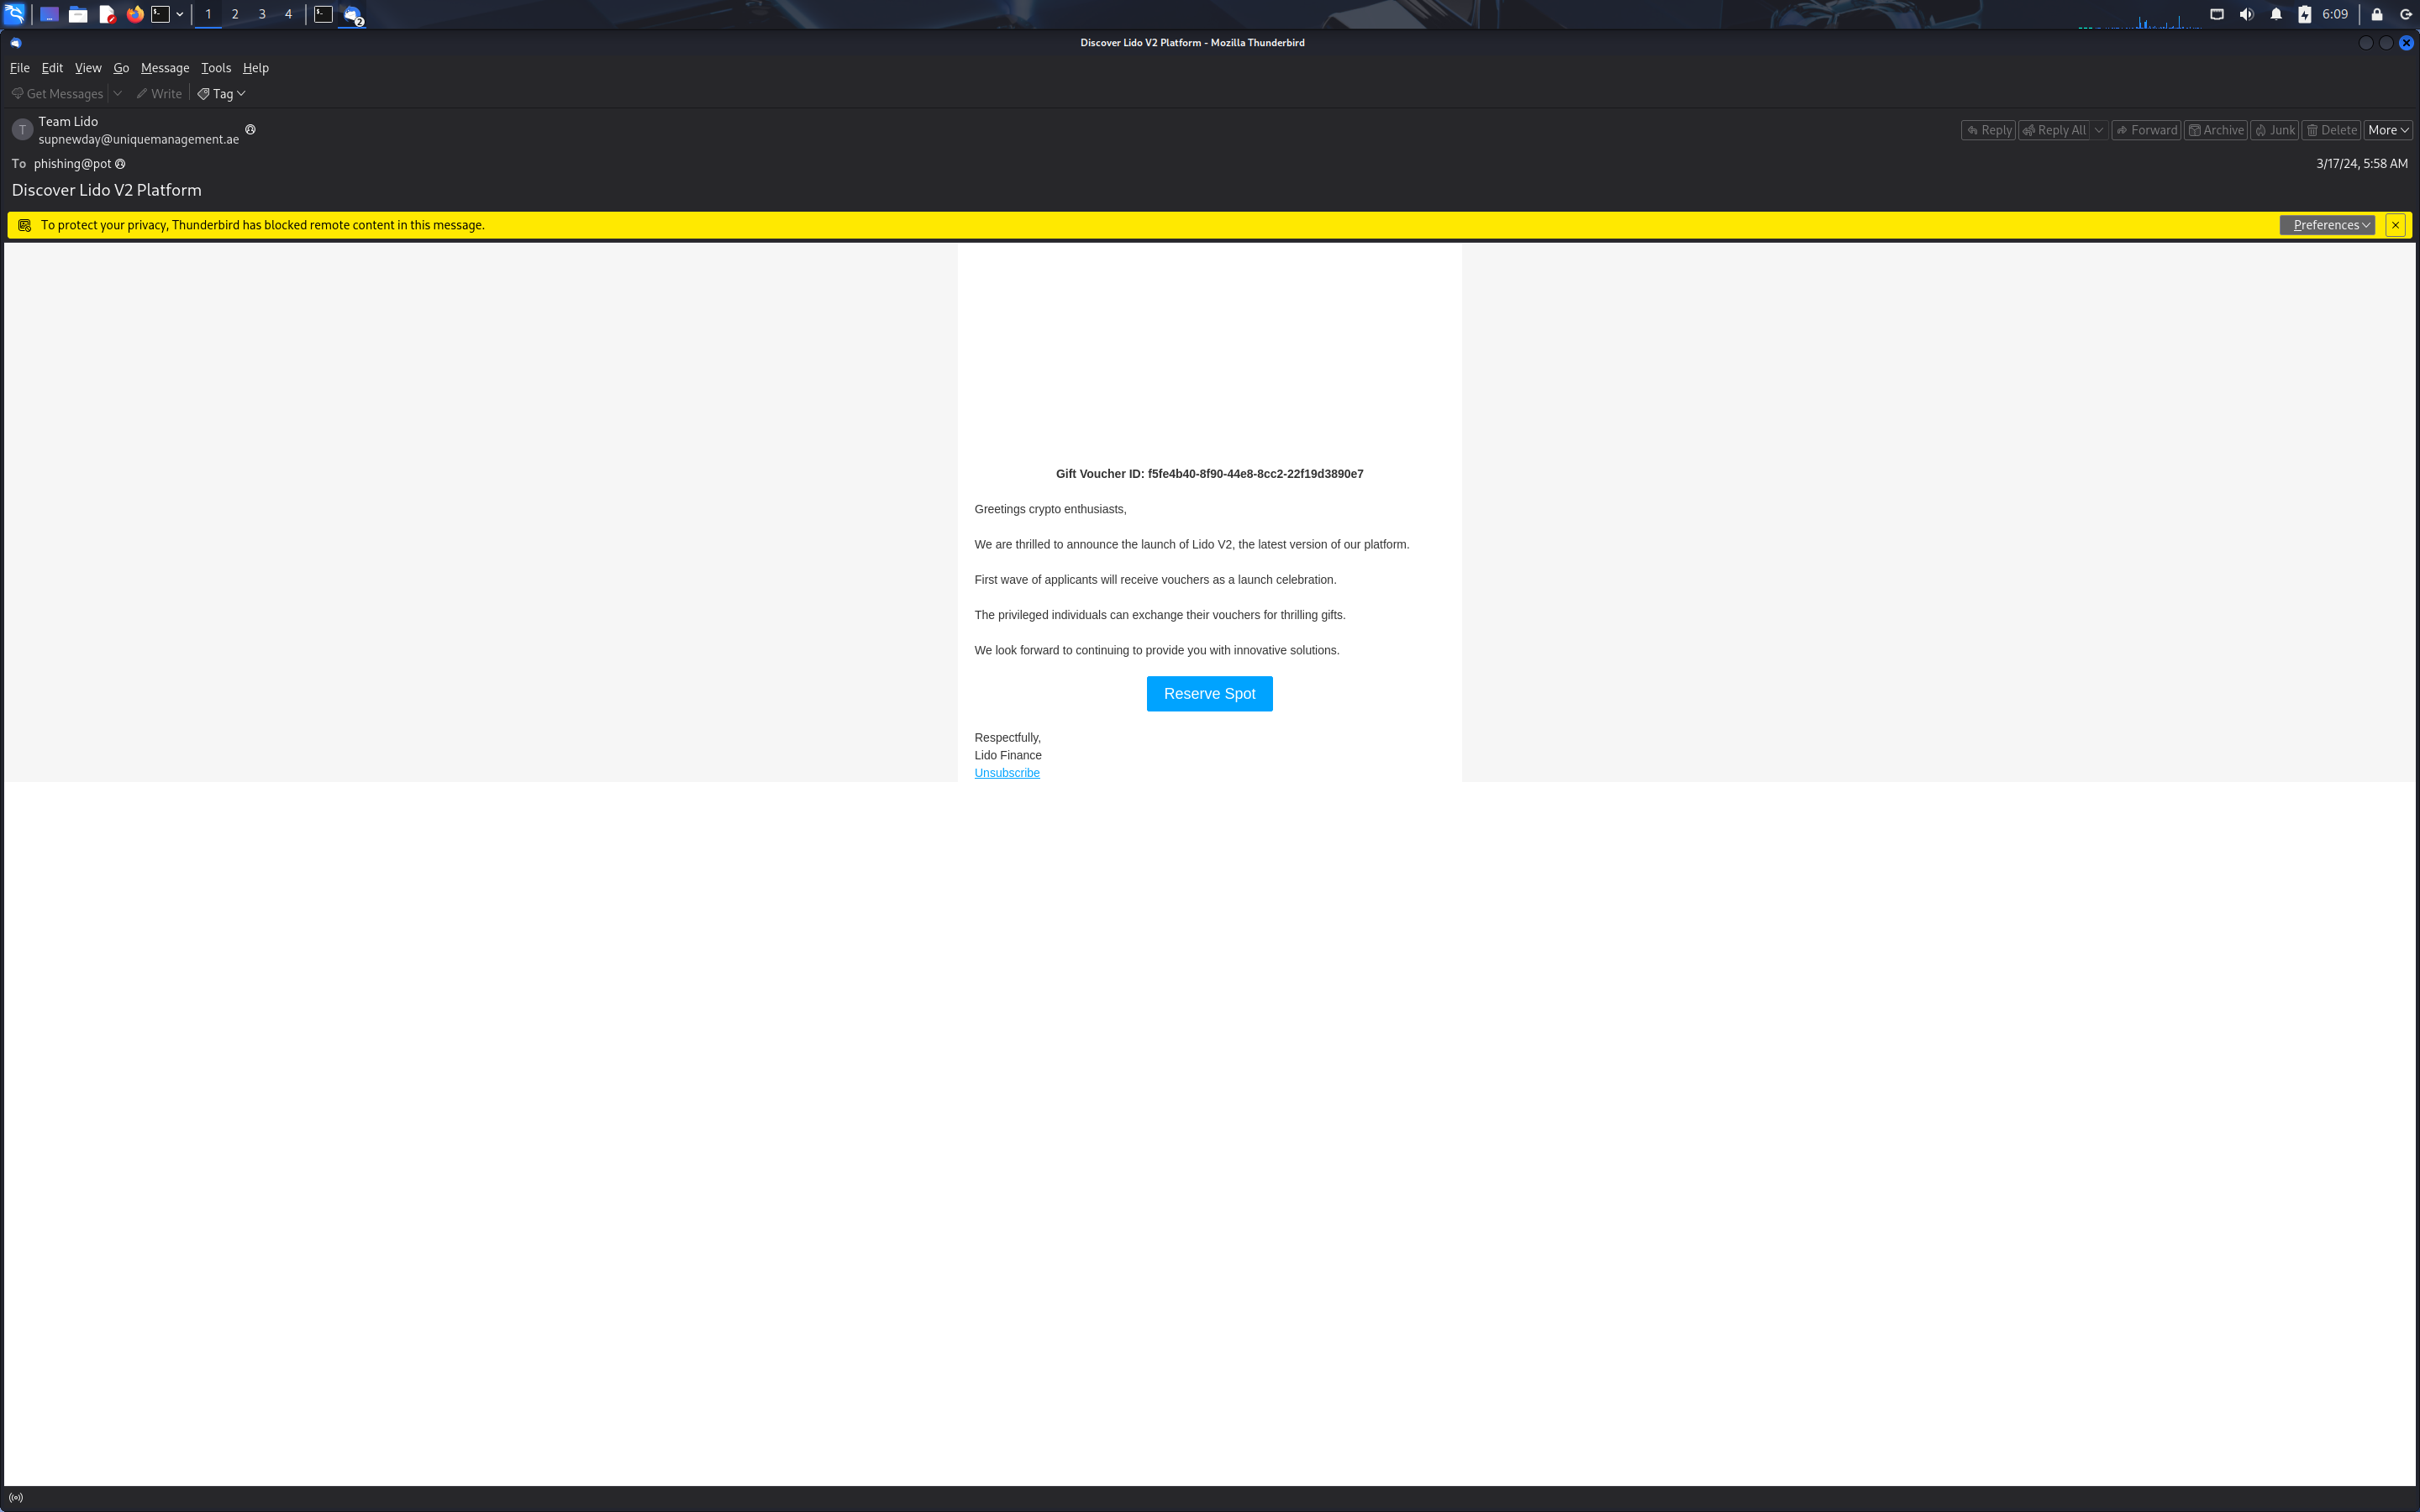 1 2 3 4 2 6:09
Discover Lido V2 Platform - Mozilla Thunderbird
File Edit View Go Message Tools Help
Get Messages Write Tag
T Team Lido
supnewday@uniquemanagement.ae
Reply Reply All Forward Archive Junk Delete More
To phishing@pot
3/17/24, 5:58 AM
Discover Lido V2 Platform
To protect your privacy, Thunderbird has blocked remote content in this message.
Preferences
Gift Voucher ID: f5fe4b40-8f90-44e8-8cc2-22f19d3890e7
Greetings crypto enthusiasts,
We are thrilled to announce the launch of Lido V2, the latest version of our platform.
First wave of applicants will receive vouchers as a launch celebration.
The privileged individuals can exchange their vouchers for thrilling gifts.
We look forward to continuing to provide you with innovative solutions.
Reserve Spot
Respectfully,
Lido Finance
Unsubscribe